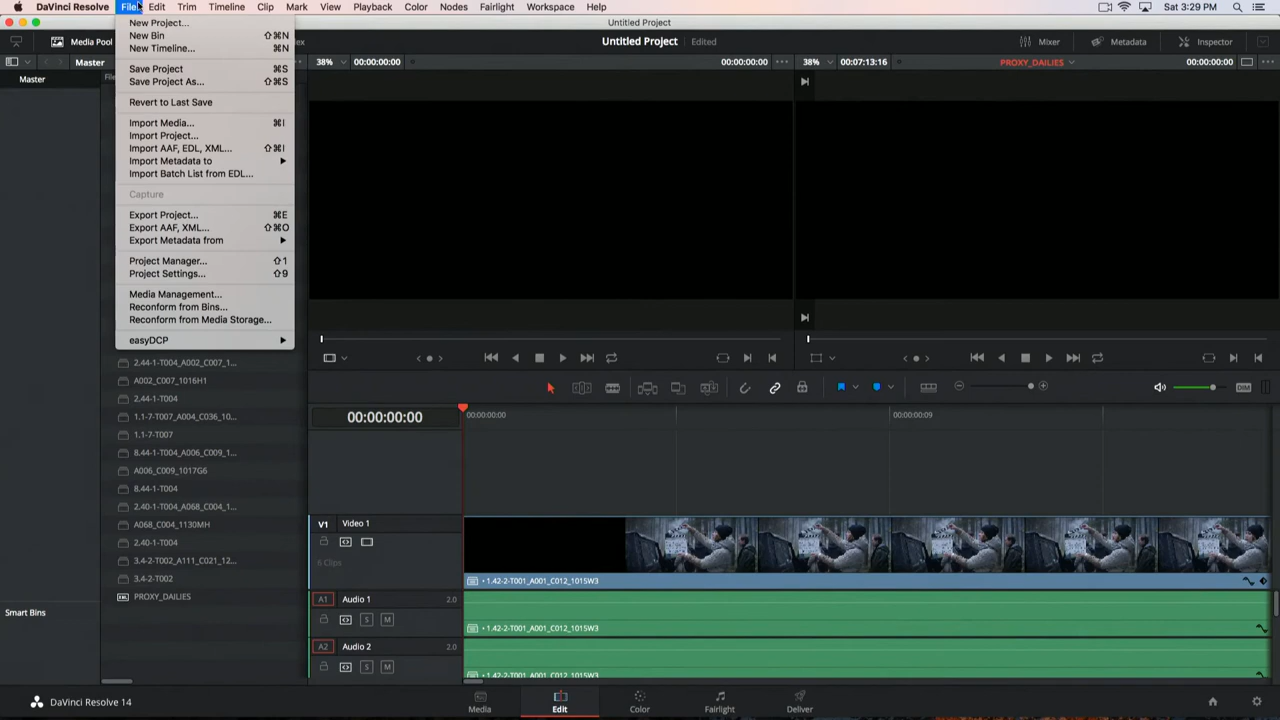 DaVinci Resolve File Edit Trim Timeline Clip Mark View Playback Color Nodes Fairlight Workspace Help Sat 3:29 PM
Untitled Project
Media Pool Untitled Project Edited Mixer Metadata Inspector
Master 38% 00:00:00:00 00:00:00:00 38% 00:07:13:16 PROXY_DAILIES 00:00:00:00
Master
New Project...
New Bin ⇧⌘N
New Timeline... ⌘N
Save Project ⌘S
Save Project As... ⇧⌘S
Revert to Last Save
Import Media... ⌘I
Import Project...
Import AAF, EDL, XML... ⇧⌘I
Import Metadata to
Import Batch List from EDL...
Capture
Export Project... ⌘E
Export AAF, XML... ⇧⌘O
Export Metadata from
Project Manager... ⇧1
Project Settings... ⇧9
Media Management...
Reconform from Bins...
Reconform from Media Storage...
easyDCP
2.44-1-T004_A002_C007_1...
A002_C007_1016H1
2.44-1-T004
1.1-7-T007_A004_C036_10...
1.1-7-T007
8.44-1-T004_A006_C009_1...
A006_C009_1017G6
8.44-1-T004
2.40-1-T004_A068_C004_1...
A068_C004_1130MH
2.40-1-T004
3.4-2-T002_A111_C021_12...
3.4-2-T002
PROXY_DAILIES
Smart Bins
DIM
00:00:00:00 00:00:00:00 00:00:00:09
V1 Video 1
6 Clips
• 1.42-2-T001_A001_C012_1015W3
A1 Audio 1 2.0
S M
• 1.42-2-T001_A001_C012_1015W3
A2 Audio 2 2.0
S M
• 1.42-2-T001_A001_C012_1015W3
DaVinci Resolve 14 Media Edit Color Fairlight Deliver